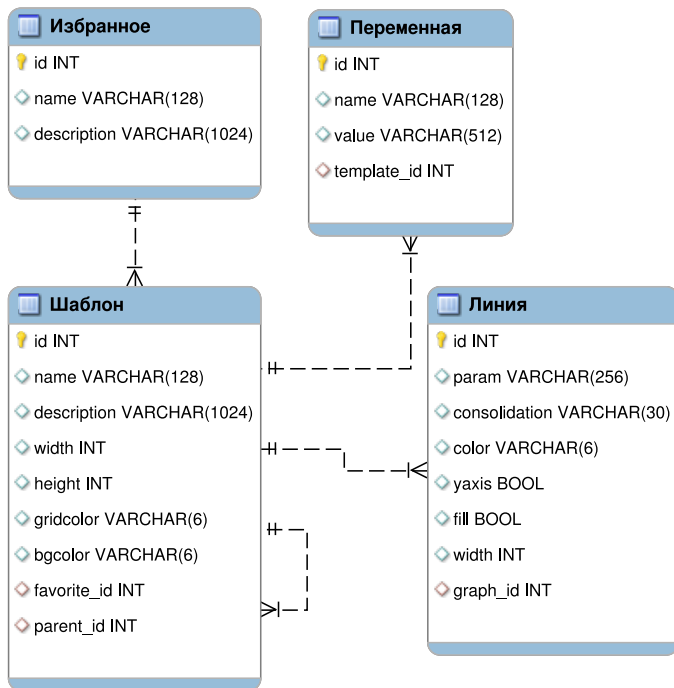 Избранное
id INT
name VARCHAR(128)
description VARCHAR(1024)
Переменная
id INT
name VARCHAR(128)
value VARCHAR(512)
template_id INT
Шаблон
id INT
name VARCHAR(128)
description VARCHAR(1024)
width INT
height INT
gridcolor VARCHAR(6)
bgcolor VARCHAR(6)
favorite_id INT
parent_id INT
Линия
id INT
param VARCHAR(256)
consolidation VARCHAR(30)
color VARCHAR(6)
yaxis BOOL
fill BOOL
width INT
graph_id INT